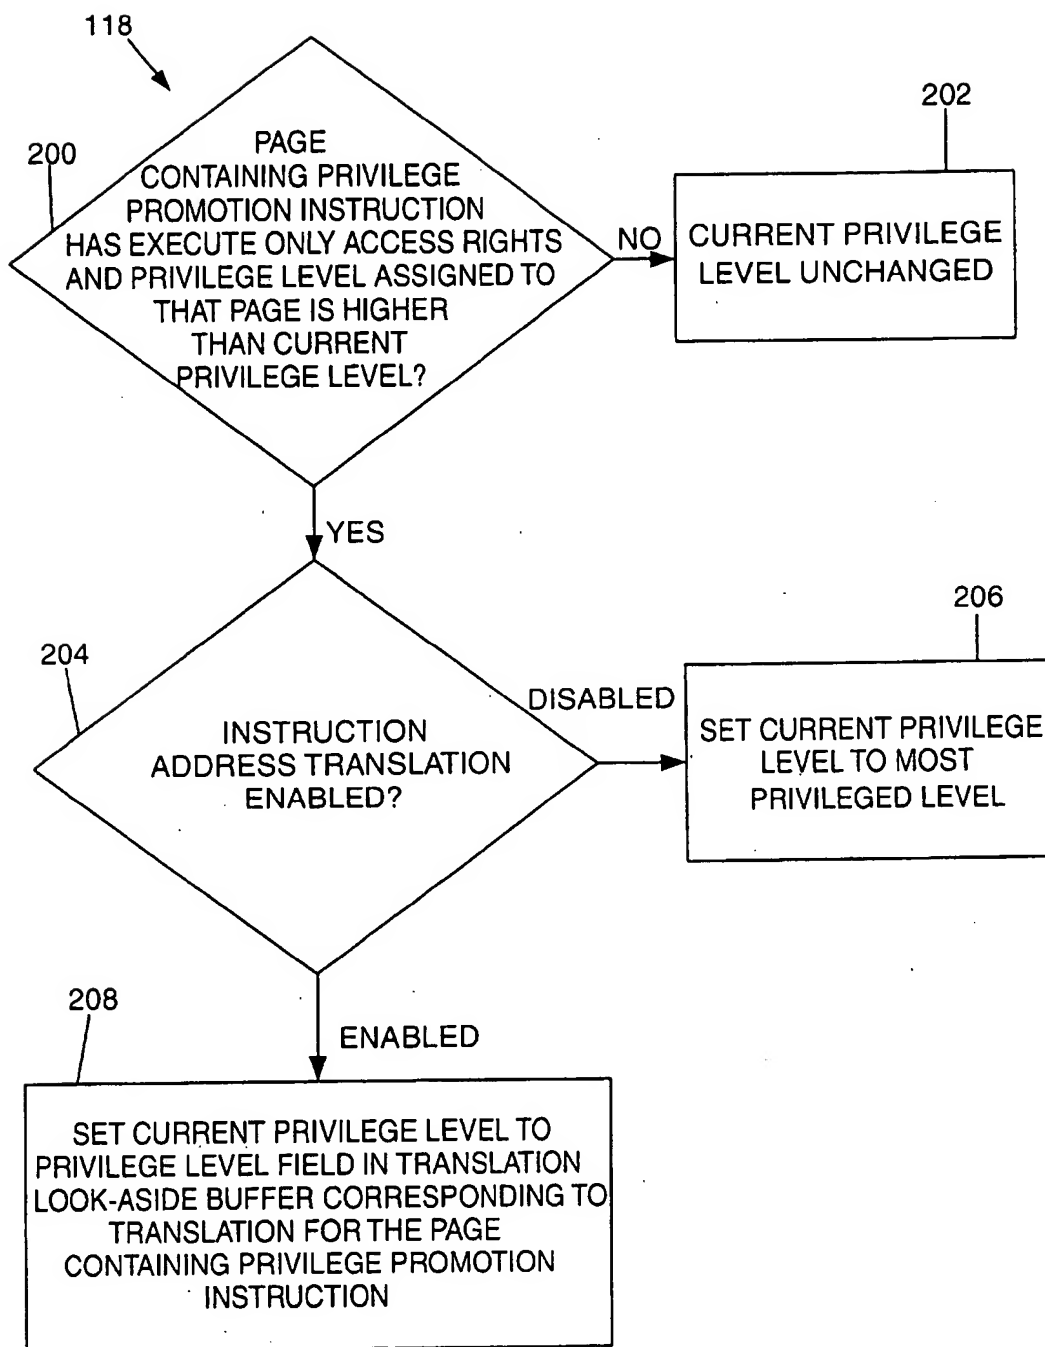 118
200
PAGE
CONTAINING PRIVILEGE
PROMOTION INSTRUCTION
HAS EXECUTE ONLY ACCESS RIGHTS
AND PRIVILEGE LEVEL ASSIGNED TO
THAT PAGE IS HIGHER
THAN CURRENT
PRIVILEGE LEVEL?
NO
202
CURRENT PRIVILEGE
LEVEL UNCHANGED
YES
204
INSTRUCTION
ADDRESS TRANSLATION
ENABLED?
DISABLED
206
SET CURRENT PRIVILEGE
LEVEL TO MOST
PRIVILEGED LEVEL
ENABLED
208
SET CURRENT PRIVILEGE LEVEL TO
PRIVILEGE LEVEL FIELD IN TRANSLATION
LOOK-ASIDE BUFFER CORRESPONDING TO
TRANSLATION FOR THE PAGE
CONTAINING PRIVILEGE PROMOTION
INSTRUCTION